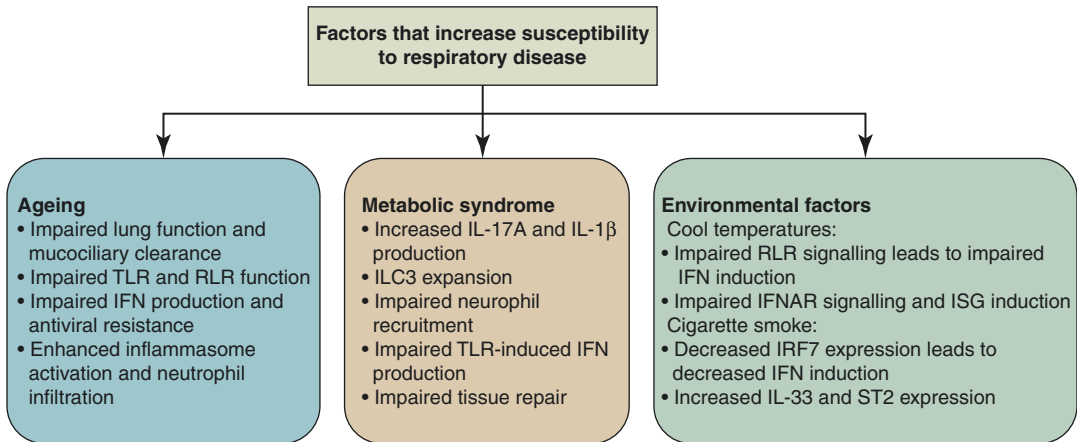 Factors that increase susceptibility
to respiratory disease
Ageing
• Impaired lung function and
mucociliary clearance
• Impaired TLR and RLR function
• Impaired IFN production and
antiviral resistance
• Enhanced inflammasome
activation and neutrophil
infiltration
Metabolic syndrome
• Increased IL-17A and IL-1β
production
• ILC3 expansion
• Impaired neurophil
recruitment
• Impaired TLR-induced IFN
production
• Impaired tissue repair
Environmental factors
Cool temperatures:
• Impaired RLR signalling leads to impaired
IFN induction
• Impaired IFNAR signalling and ISG induction
Cigarette smoke:
• Decreased IRF7 expression leads to
decreased IFN induction
• Increased IL-33 and ST2 expression